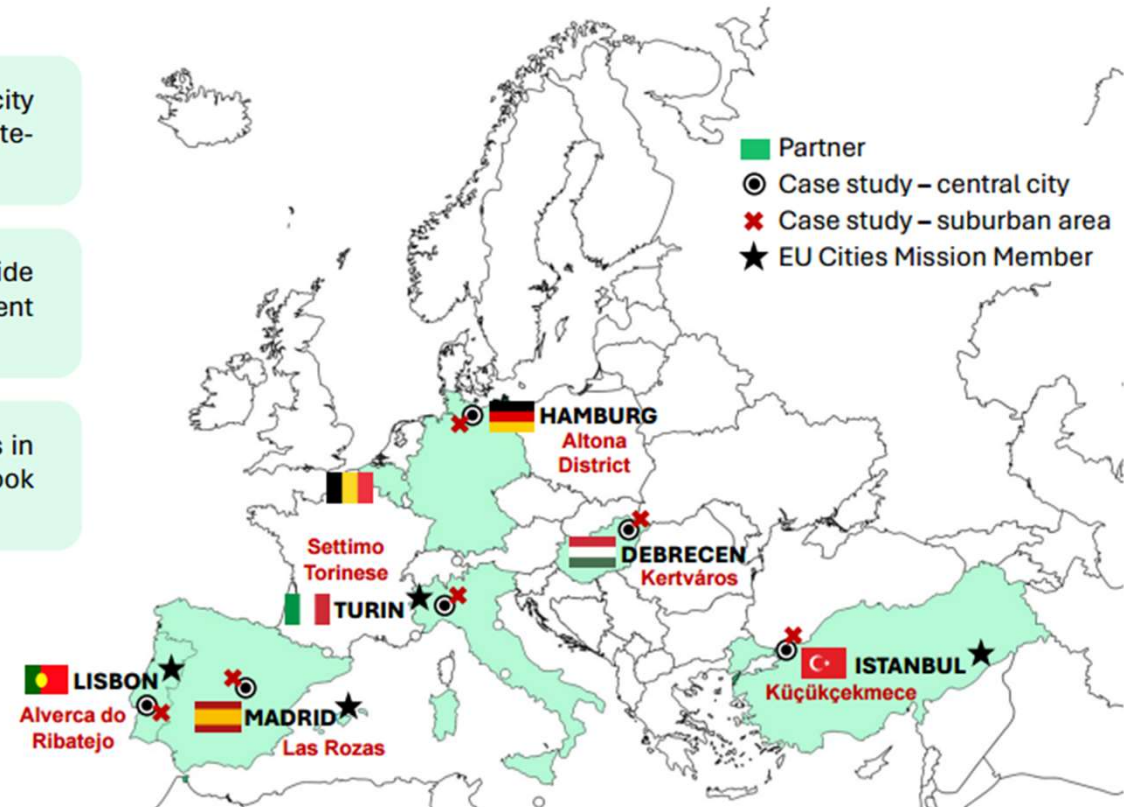 city
te-
ide
ent
s in
ook
Partner
Case study – central city
Case study – suburban area
EU Cities Mission Member
HAMBURG
Altona
District
DEBRECEN
Kertváros
Settimo
Torinese
TURIN
LISBON
Alverca do
Ribatejo
MADRID
Las Rozas
ISTANBUL
Küçükçekmece